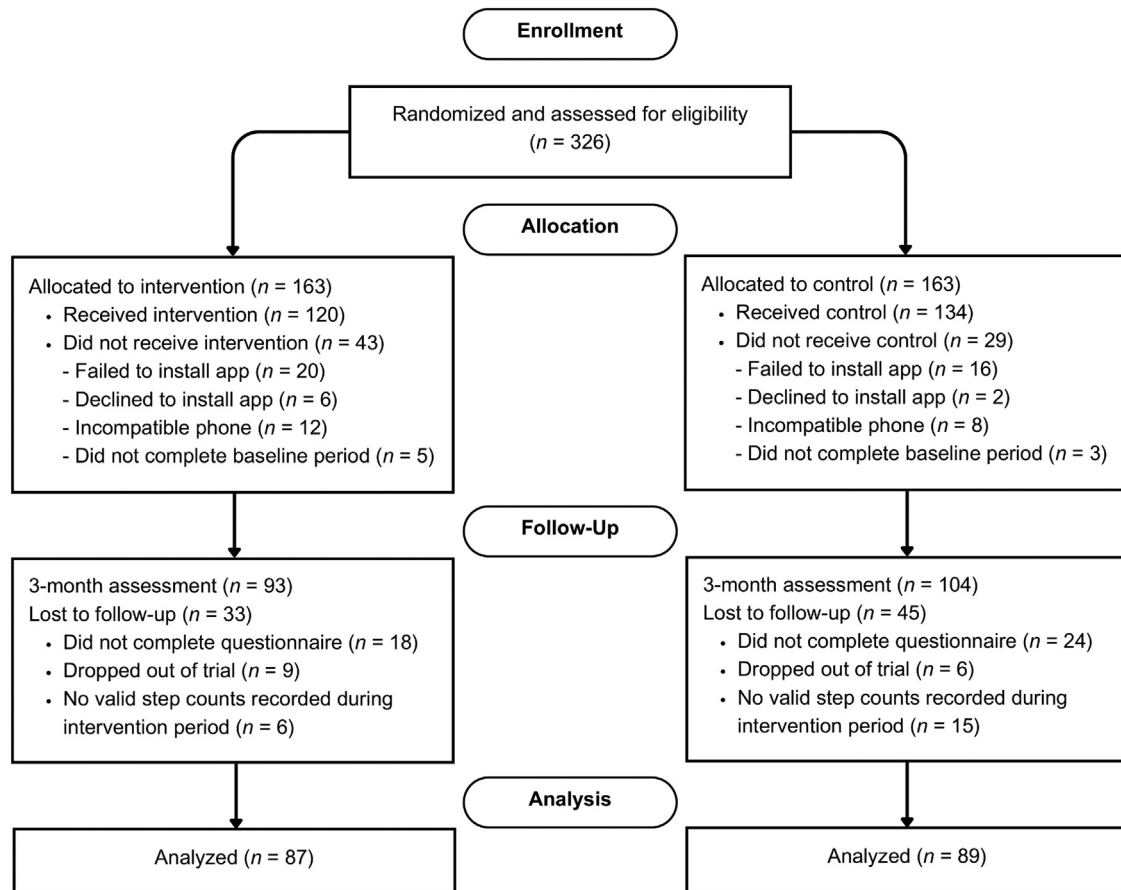 Enrollment
Randomized and assessed for eligibility
(n = 326)
Allocation
Allocated to intervention (n = 163)
• Received intervention (n = 120)
• Did not receive intervention (n = 43)
- Failed to install app (n = 20)
- Declined to install app (n = 6)
- Incompatible phone (n = 12)
- Did not complete baseline period (n = 5)
Allocated to control (n = 163)
• Received control (n = 134)
• Did not receive control (n = 29)
- Failed to install app (n = 16)
- Declined to install app (n = 2)
- Incompatible phone (n = 8)
- Did not complete baseline period (n = 3)
Follow-Up
3-month assessment (n = 93)
Lost to follow-up (n = 33)
• Did not complete questionnaire (n = 18)
• Dropped out of trial (n = 9)
• No valid step counts recorded during
intervention period (n = 6)
3-month assessment (n = 104)
Lost to follow-up (n = 45)
• Did not complete questionnaire (n = 24)
• Dropped out of trial (n = 6)
• No valid step counts recorded during
intervention period (n = 15)
Analysis
Analyzed (n = 87)
Analyzed (n = 89)